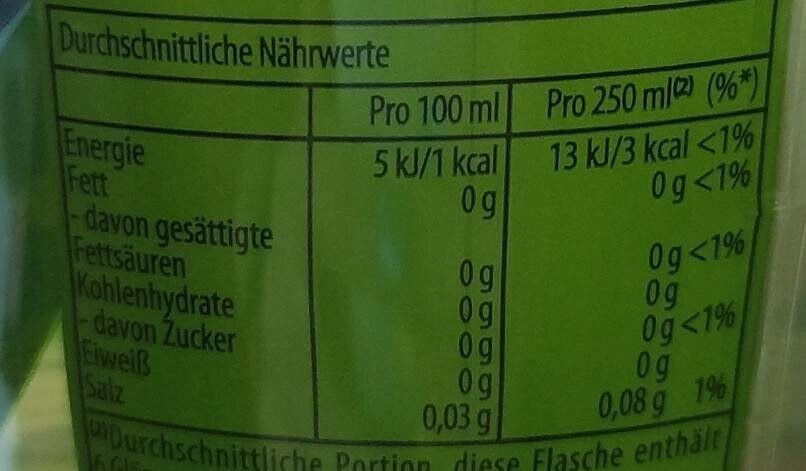 Durchschnittliche Nährwerte
Pro 100 ml Pro 250 ml(2) (%*)
Energie 5 kJ/1 kcal 13 kJ/3 kcal <1%
Fett 0 g 0 g <1%
- davon gesättigte
Fettsäuren 0 g 0 g <1%
Kohlenhydrate 0 g 0 g
- davon Zucker 0 g 0 g <1%
Eiweiß 0 g 0 g
Salz 0,03 g 0,08 g 1%
(2)Durchschnittliche Portion, diese Flasche enthält